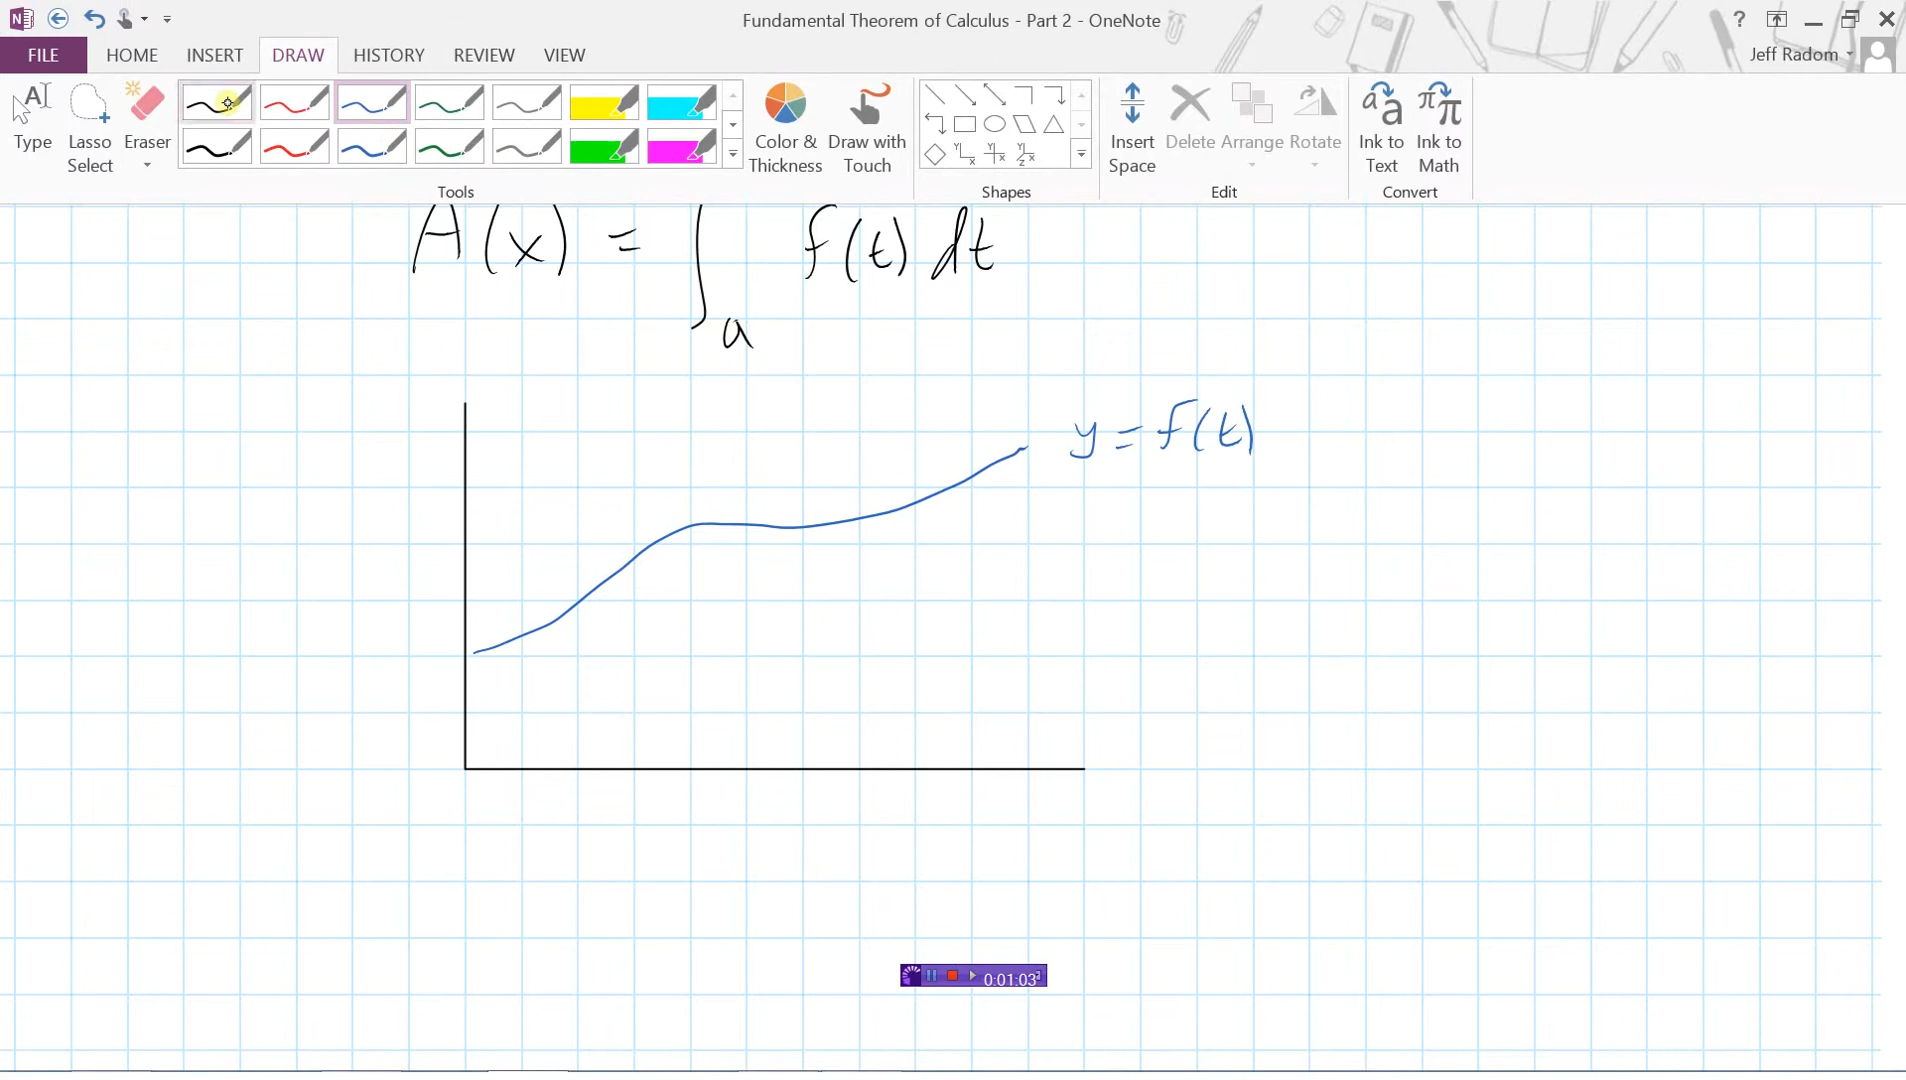 Fundamental Theorem of Calculus - Part 2 - OneNote
?
FILE HOME INSERT DRAW HISTORY REVIEW VIEW
Jeff Radom
Type
Lasso Select
Eraser
Color & Thickness
Draw with Touch
Insert Space
Delete
Arrange
Rotate
Ink to Text
Ink to Math
Tools
Shapes
Edit
Convert
A(x) = ∫ f(t) dt
a
y = f(t)
0:01:03